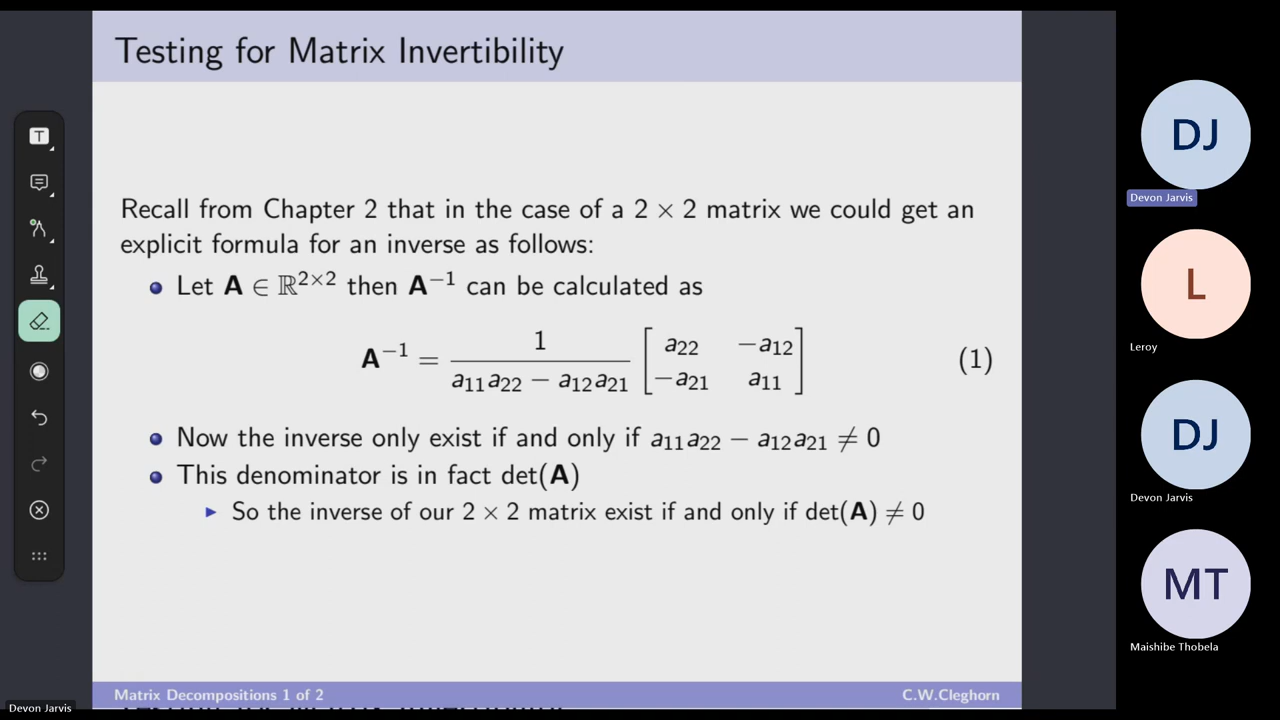 Testing for Matrix Invertibility
Recall from Chapter 2 that in the case of a 2 × 2 matrix we could get an
explicit formula for an inverse as follows:
Let A ∈ ℝ²ˣ² then A⁻¹ can be calculated as
A⁻¹ = 1 / (a₁₁a₂₂ − a₁₂a₂₁) [a₂₂ −a₁₂; −a₂₁ a₁₁] (1)
Now the inverse only exist if and only if a₁₁a₂₂ − a₁₂a₂₁ ≠ 0
This denominator is in fact det(A)
So the inverse of our 2 × 2 matrix exist if and only if det(A) ≠ 0
Matrix Decompositions 1 of 2 C.W.Cleghorn
Devon Jarvis
T
DJ
Devon Jarvis
L
Leroy
DJ
Devon Jarvis
MT
Maishibe Thobela